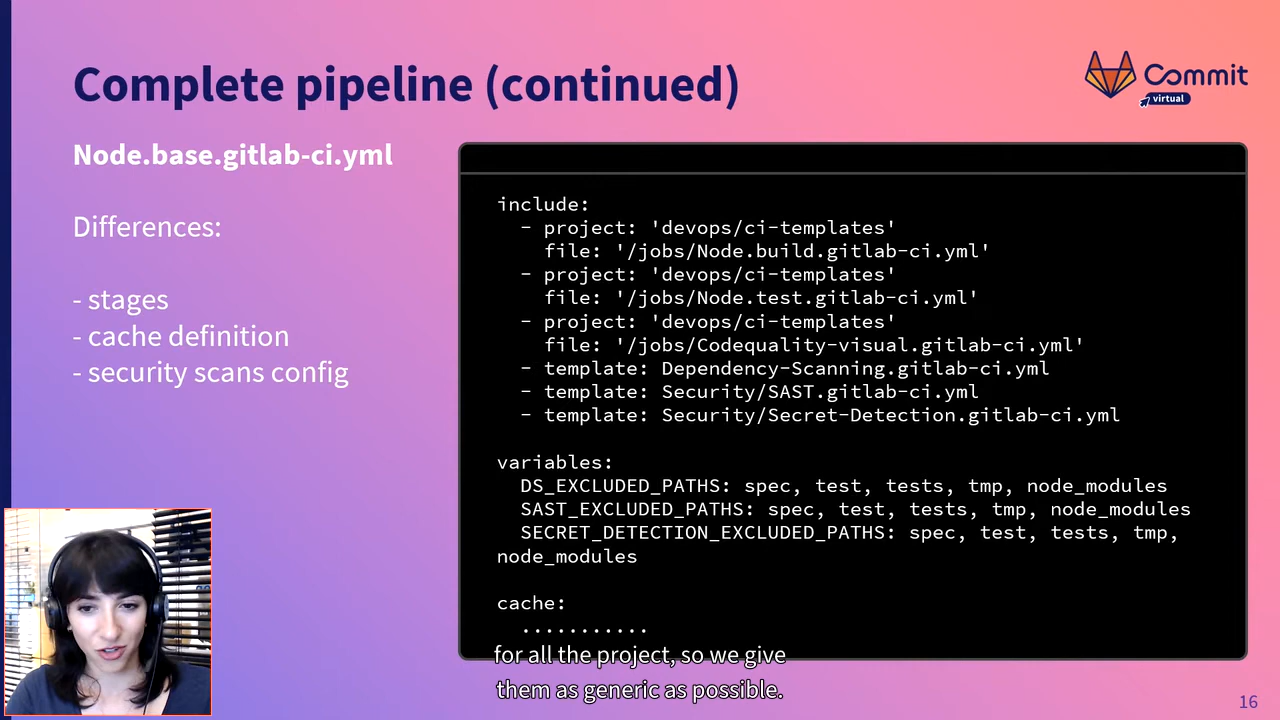 Complete pipeline (continued)
Commit
virtual
Node.base.gitlab-ci.yml
Differences:
- stages
- cache definition
- security scans config
include:
  - project: 'devops/ci-templates'
    file: '/jobs/Node.build.gitlab-ci.yml'
  - project: 'devops/ci-templates'
    file: '/jobs/Node.test.gitlab-ci.yml'
  - project: 'devops/ci-templates'
    file: '/jobs/Codequality-visual.gitlab-ci.yml'
  - template: Dependency-Scanning.gitlab-ci.yml
  - template: Security/SAST.gitlab-ci.yml
  - template: Security/Secret-Detection.gitlab-ci.yml
variables:
  DS_EXCLUDED_PATHS: spec, test, tests, tmp, node_modules
  SAST_EXCLUDED_PATHS: spec, test, tests, tmp, node_modules
  SECRET_DETECTION_EXCLUDED_PATHS: spec, test, tests, tmp,
node_modules
cache:
  ...........
for all the project, so we give
them as generic as possible.
16